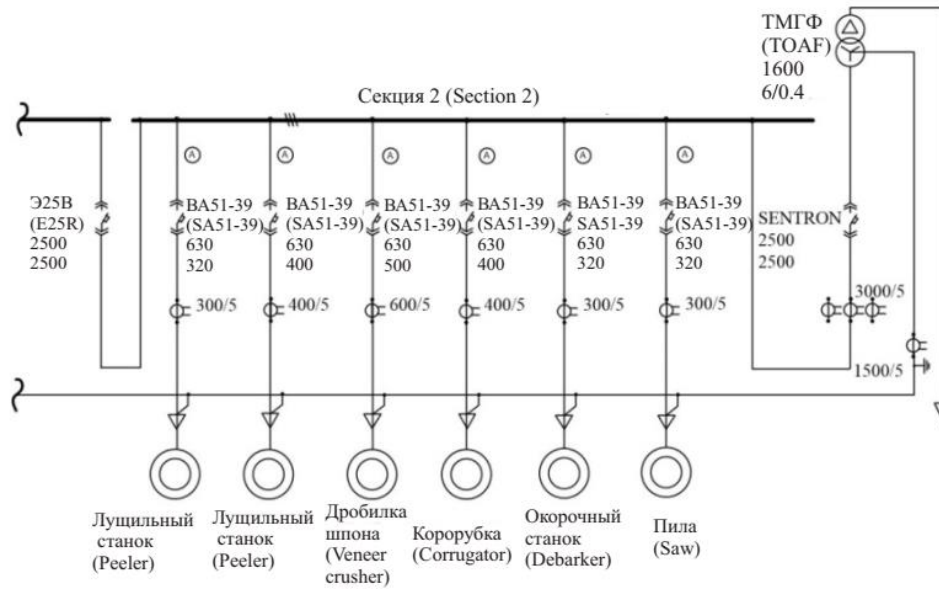 ТМГФ
(TOAF)
1600
6/0.4
Секция 2 (Section 2)
A
A
A
A
A
A
Э25В
(E25R)
2500
2500
ВА51-39
(SA51-39)
630
320
ВА51-39
(SA51-39)
630
400
ВА51-39
(SA51-39)
630
500
ВА51-39
(SA51-39)
630
400
ВА51-39
SA51-39)
630
320
ВА51-39
(SA51-39)
630
320
SENTRON
2500
2500
300/5
400/5
600/5
400/5
300/5
300/5
3000/5
1500/5
Лущильный
станок
(Peeler)
Лущильный
станок
(Peeler)
Дробилка
шпона
(Veneer
crusher)
Корорубка
(Corrugator)
Окорочный
станок
(Debarker)
Пила
(Saw)